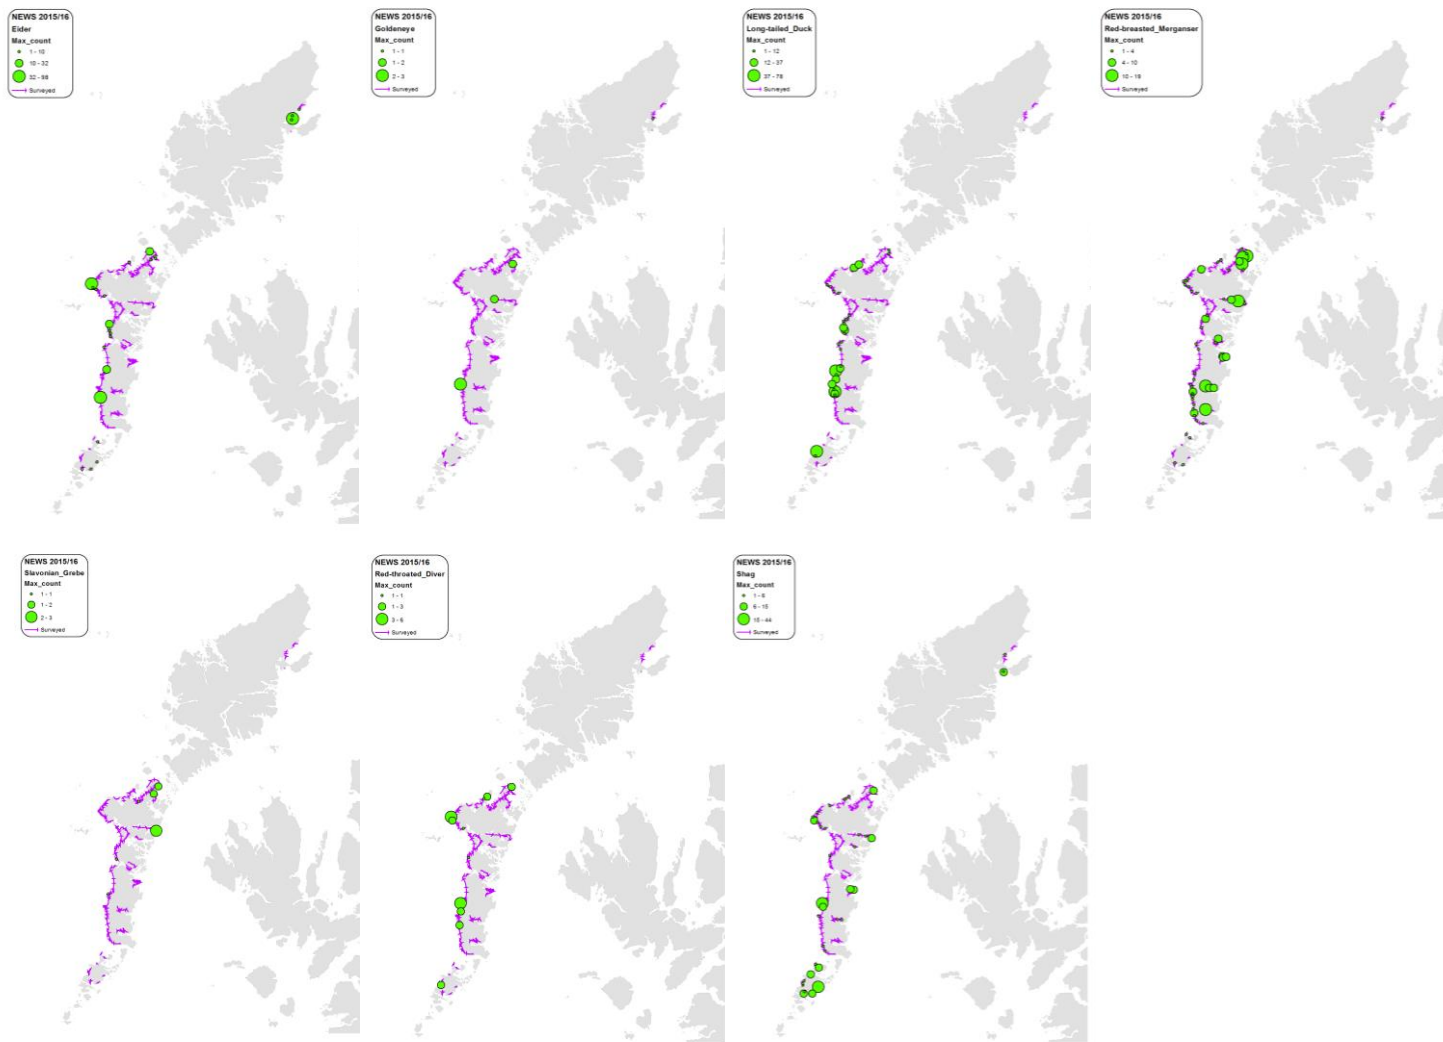 NEWS 2015/16
Eider
Max_count
1 - 10
10 - 32
32 - 98
Surveyed
NEWS 2015/16
Goldeneye
Max_count
1 - 1
1 - 2
2 - 3
Surveyed
NEWS 2015/16
Long-tailed_Duck
Max_count
1 - 12
12 - 37
37 - 78
Surveyed
NEWS 2015/16
Red-breasted_Merganser
Max_count
1 - 4
4 - 10
10 - 18
Surveyed
NEWS 2015/16
Slavonian_Grebe
Max_count
1 - 1
1 - 2
2 - 3
Surveyed
NEWS 2015/16
Red-throated_Diver
Max_count
1 - 1
1 - 3
3 - 6
Surveyed
NEWS 2015/16
Shag
Max_count
1 - 6
6 - 15
15 - 44
Surveyed